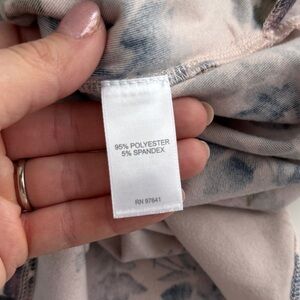 95% POLYESTER
5% SPANDEX
RN 97641